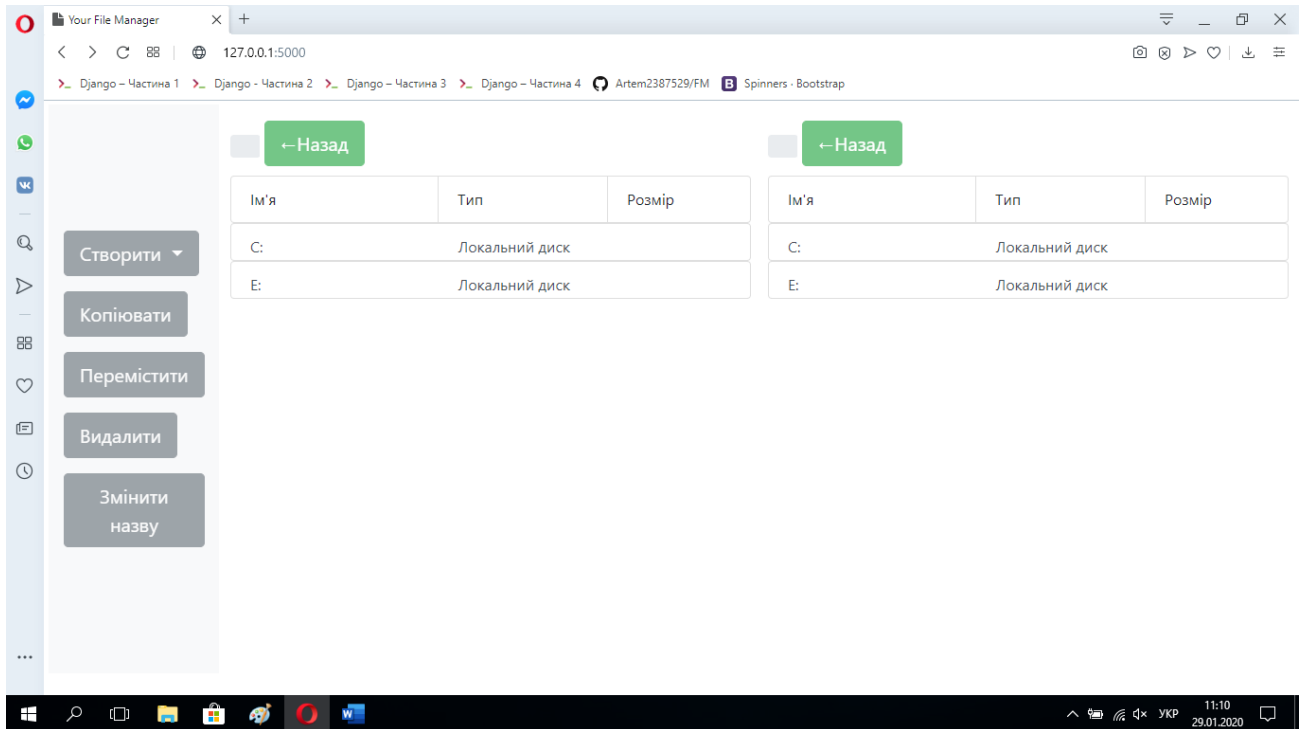 Your File Manager
127.0.0.1:5000
Django – Частина 1 Django - Частина 2 Django – Частина 3 Django – Частина 4 Artem2387529/FM B Spinners · Bootstrap
←Назад ←Назад
Ім'я Тип Розмір Ім'я Тип Розмір
C: Локальний диск C: Локальний диск
E: Локальний диск E: Локальний диск
Створити
Копіювати
Перемістити
Видалити
Змінити
назву
УКР 11:10
29.01.2020